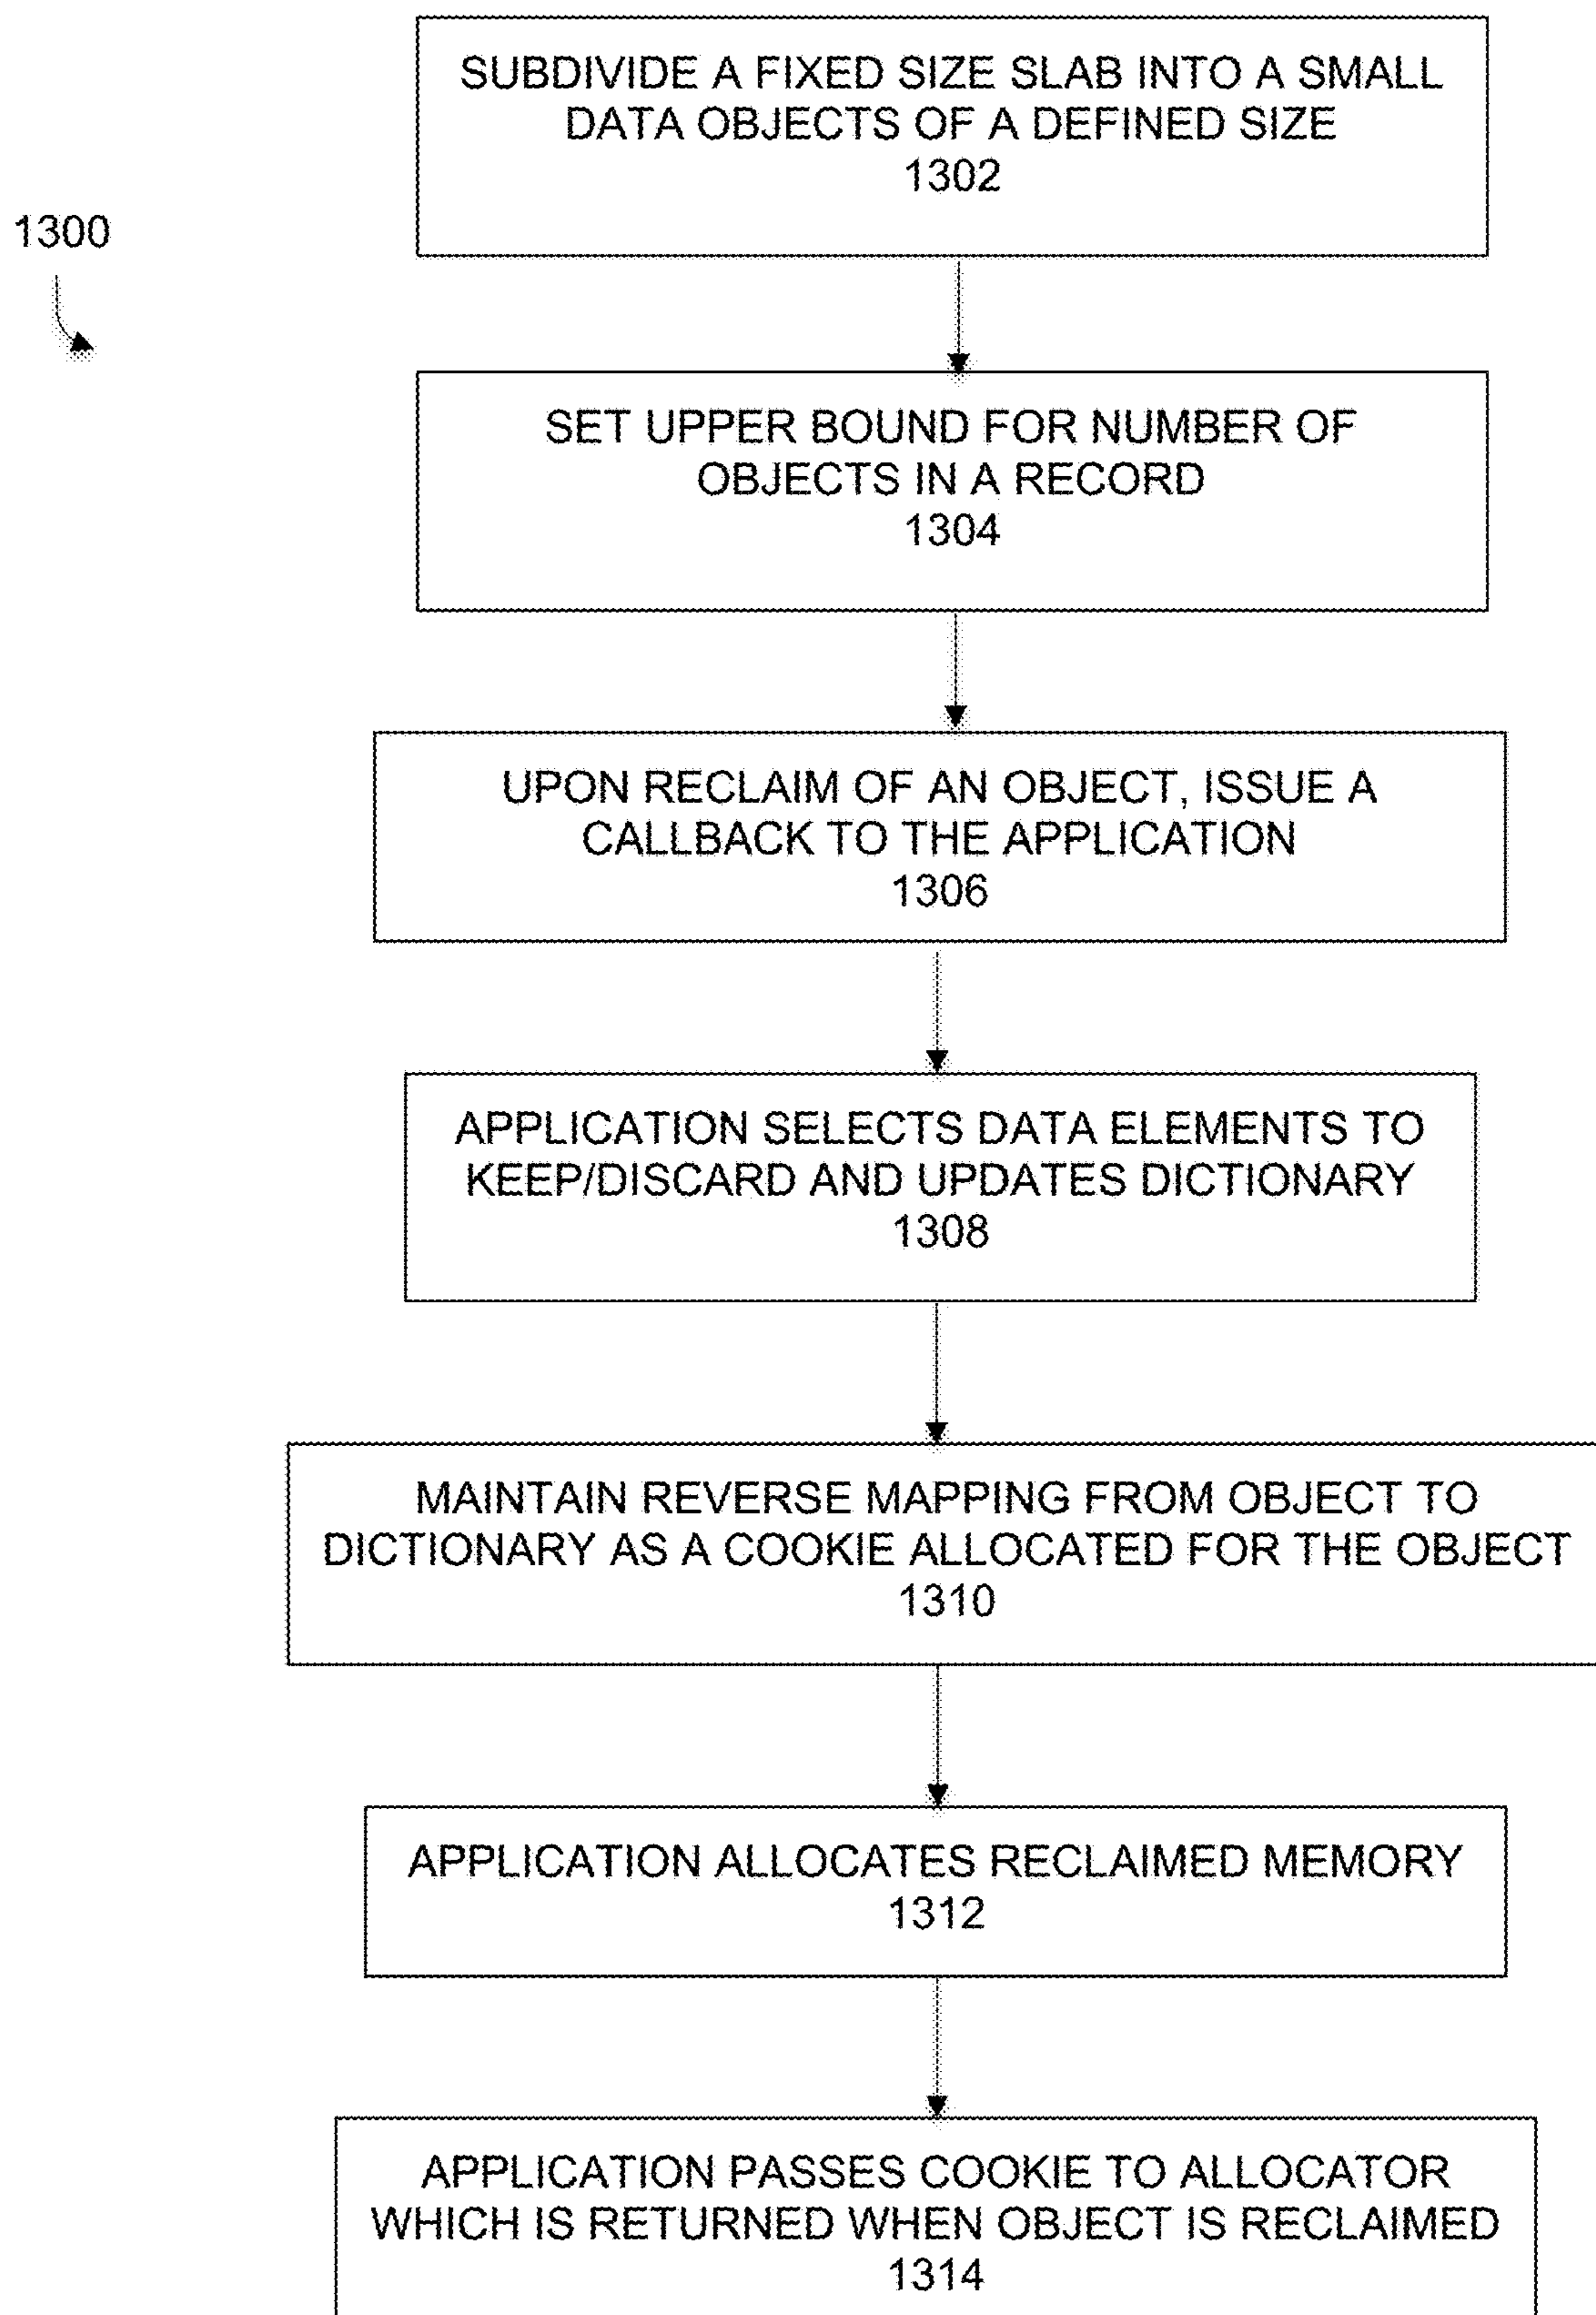 SUBDIVIDE A FIXED SIZE SLAB INTO A SMALL
DATA OBJECTS OF A DEFINED SIZE
1302
1300
SET UPPER BOUND FOR NUMBER OF
OBJECTS IN A RECORD
1304
UPON RECLAIM OF AN OBJECT, ISSUE A
CALLBACK TO THE APPLICATION
1306
APPLICATION SELECTS DATA ELEMENTS TO
KEEP/DISCARD AND UPDATES DICTIONARY
1308
MAINTAIN REVERSE MAPPING FROM OBJECT TO
DICTIONARY AS A COOKIE ALLOCATED FOR THE OBJECT
1310
APPLICATION ALLOCATES RECLAIMED MEMORY
1312
APPLICATION PASSES COOKIE TO ALLOCATOR
WHICH IS RETURNED WHEN OBJECT IS RECLAIMED
1314